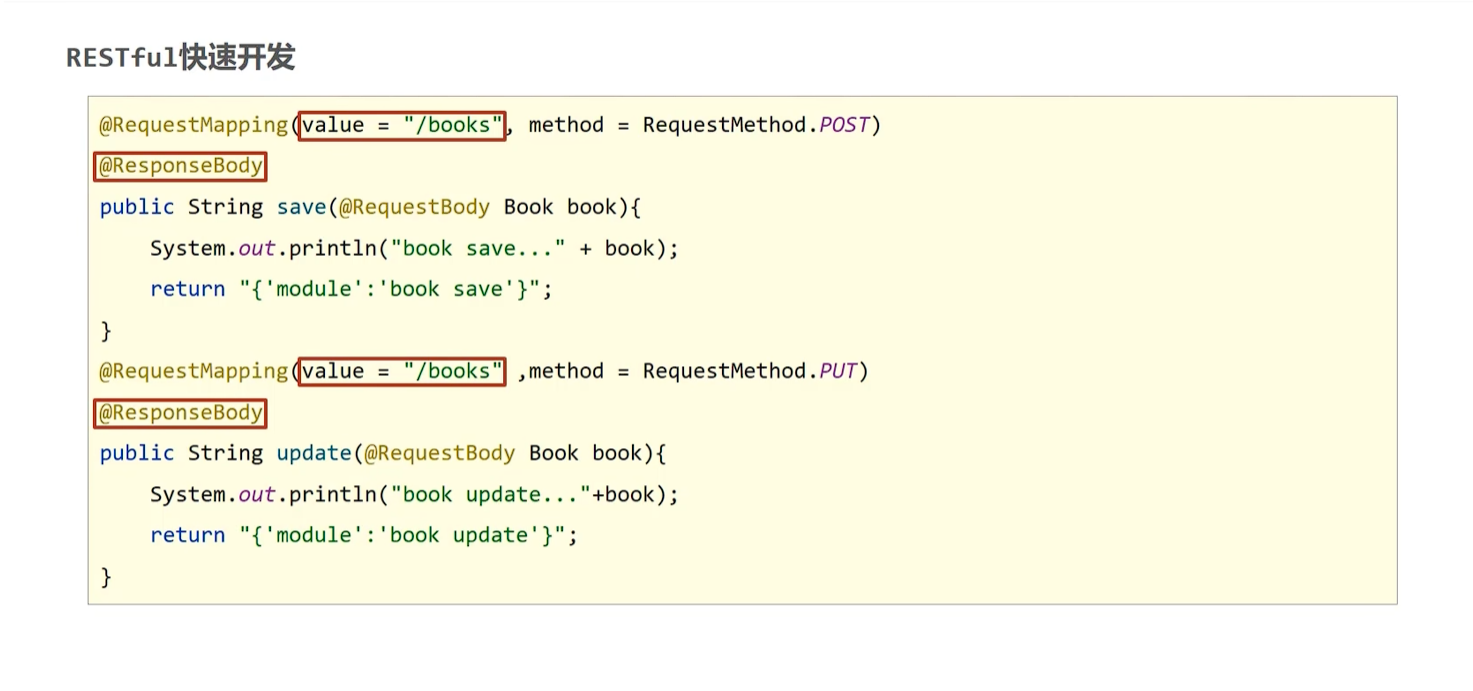 RESTful快速开发
@RequestMapping(value = "/books", method = RequestMethod.POST)
@ResponseBody
public String save(@RequestBody Book book){
    System.out.println("book save..." + book);
    return "{'module':'book save'}";
}
@RequestMapping(value = "/books" ,method = RequestMethod.PUT)
@ResponseBody
public String update(@RequestBody Book book){
    System.out.println("book update..."+book);
    return "{'module':'book update'}";
}